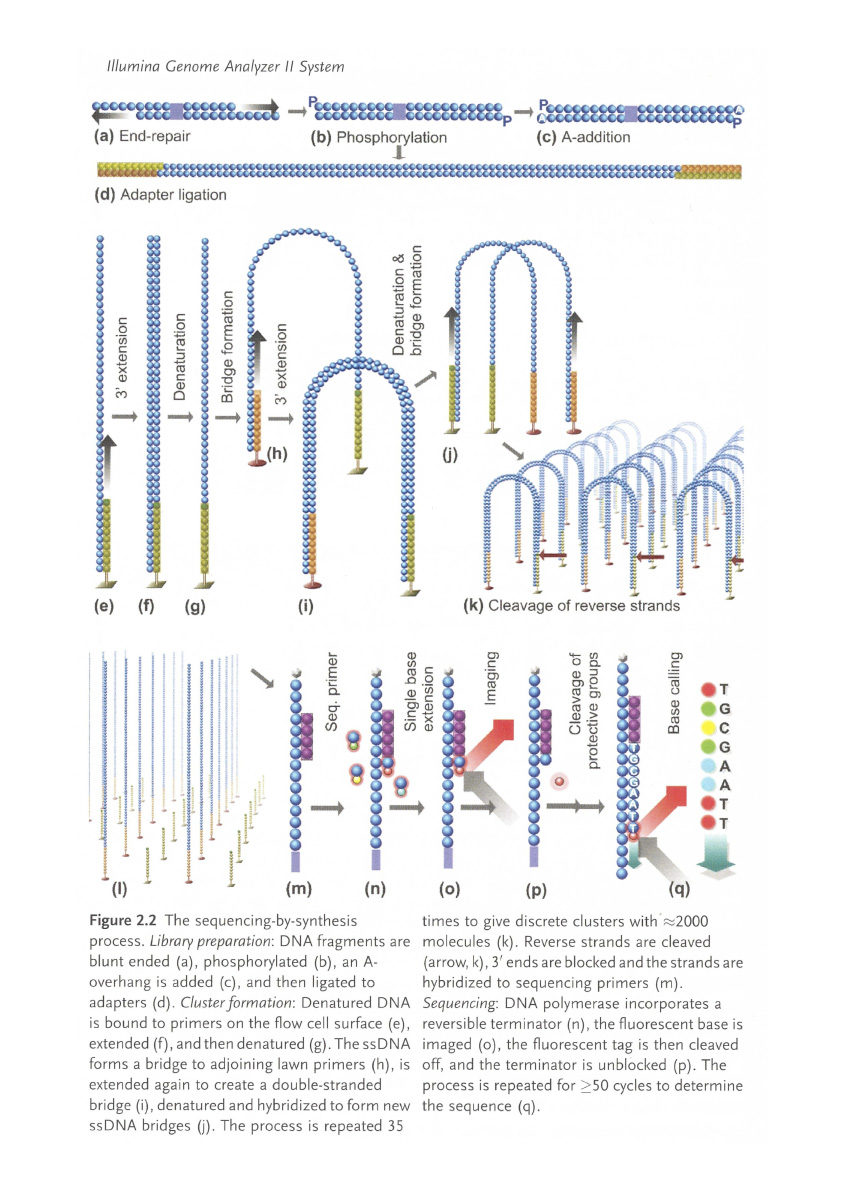 Illumina Genome Analyzer II System
P
P
P
A
A
P
(a) End-repair
(b) Phosphorylation
(c) A-addition
(d) Adapter ligation
3' extension
Denaturation
Bridge formation
3' extension
Denaturation &
bridge formation
(h)
(j)
(e)
(f)
(g)
(i)
(k) Cleavage of reverse strands
Seq. primer
Single base
extension
Imaging
Cleavage of
protective groups
Base calling
T
G
C
G
A
A
T
T
T
G
C
G
A
A
T
T
(l)
(m)
(n)
(o)
(p)
(q)
Figure 2.2 The sequencing-by-synthesis
process. Library preparation: DNA fragments are
blunt ended (a), phosphorylated (b), an A-
overhang is added (c), and then ligated to
adapters (d). Cluster formation: Denatured DNA
is bound to primers on the flow cell surface (e),
extended (f), and then denatured (g). The ssDNA
forms a bridge to adjoining lawn primers (h), is
extended again to create a double-stranded
bridge (i), denatured and hybridized to form new
ssDNA bridges (j). The process is repeated 35
times to give discrete clusters with ≈2000
molecules (k). Reverse strands are cleaved
(arrow, k), 3′ ends are blocked and the strands are
hybridized to sequencing primers (m).
Sequencing: DNA polymerase incorporates a
reversible terminator (n), the fluorescent base is
imaged (o), the fluorescent tag is then cleaved
off, and the terminator is unblocked (p). The
process is repeated for ≥50 cycles to determine
the sequence (q).